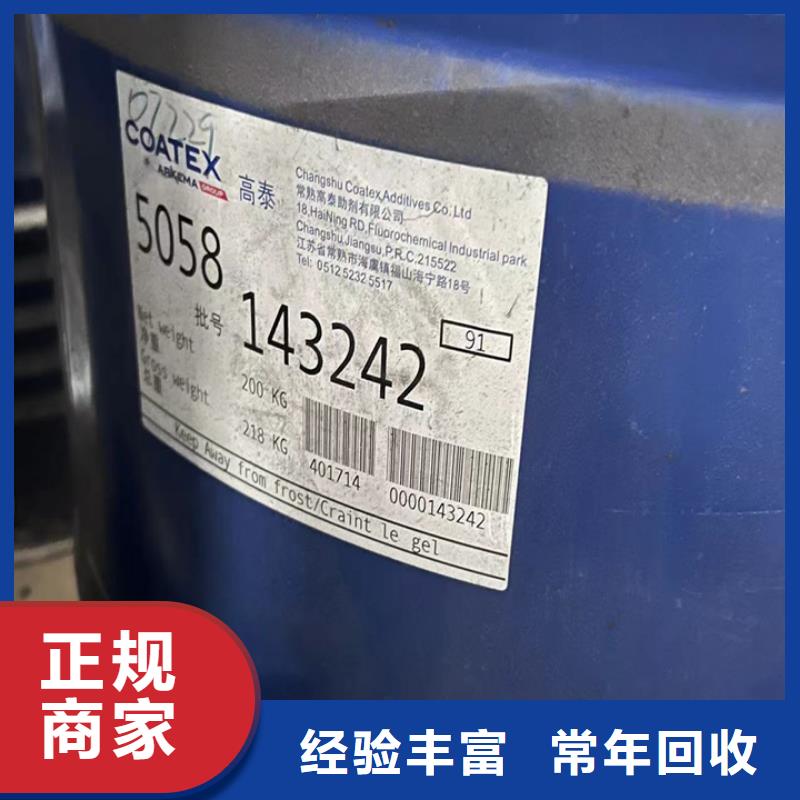 07229
COATEX
ARKEMA GROUP
高泰
Changshu Coatex Additives Co. Ltd
常熟高泰助剂有限公司
18,HaiNing RD,Fluorochemical Industrial park
Changshu,Jiangsu,P.R.C.215522
江苏省常熟市海虞镇福山海宁路18号
Tel: 0512 5232 5517
5058
批号
143242
91
Net weight
净重
200 KG
Gross weight
总重
218 KG
401714
0000143242
Keep Away from frost/Craint le gel
正规
商家
经验丰富 常年回收